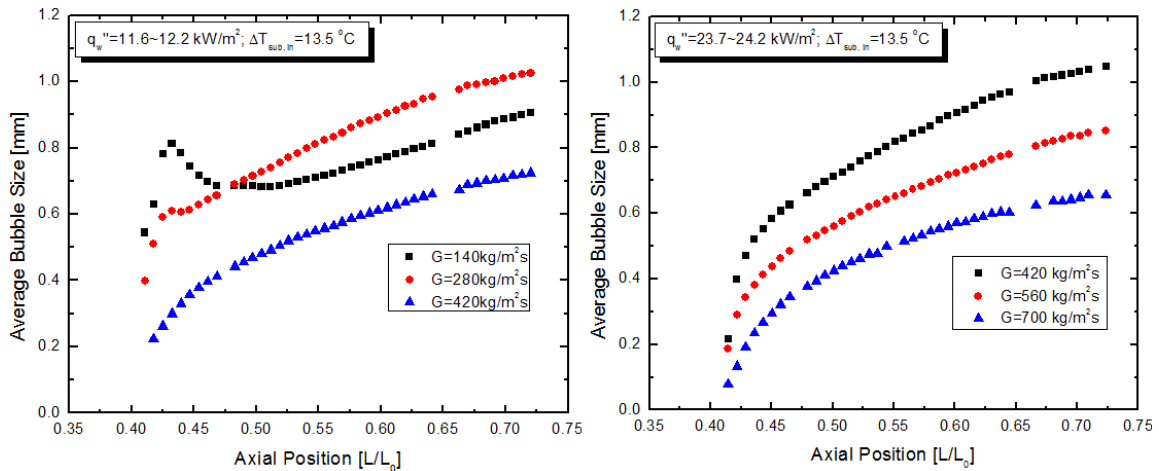 1.2
1.0
0.8
0.6
0.4
0.2
0.0
Average Bubble Size [mm]
q_w"=11.6~12.2 kW/m²; ΔT_sub, in=13.5 °C
G=140kg/m²s
G=280kg/m²s
G=420kg/m²s
0.35 0.40 0.45 0.50 0.55 0.60 0.65 0.70 0.75
Axial Position [L/L₀]
1.2
1.0
0.8
0.6
0.4
0.2
0.0
Average Bubble Size [mm]
q_w"=23.7~24.2 kW/m²; ΔT_sub, in=13.5 °C
G=420 kg/m²s
G=560 kg/m²s
G=700 kg/m²s
0.35 0.40 0.45 0.50 0.55 0.60 0.65 0.70 0.75
Axial Position [L/L₀]